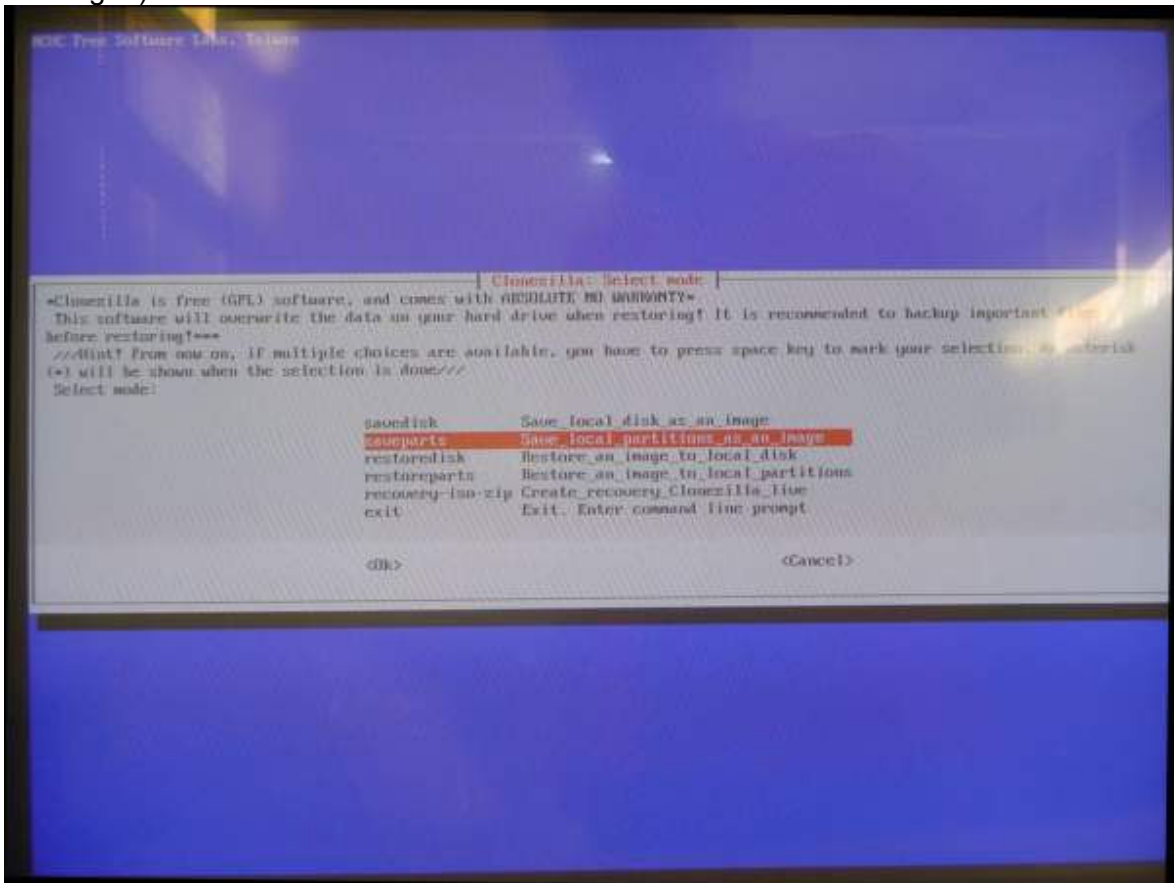 NCHC Free Software Labs, Taiwan
Clonezilla: Select mode
*Clonezilla is free (GPL) software, and comes with ABSOLUTE NO WARRANTY*
This software will overwrite the data on your hard drive when restoring! It is recommended to backup important files
before restoring!***
///Hint! From now on, if multiple choices are available, you have to press space key to mark your selection. An asterisk
(*) will be shown when the selection is done///
Select mode:
savedisk Save_local_disk_as_an_image
saveparts Save_local_partitions_as_an_image
restoredisk Restore_an_image_to_local_disk
restoreparts Restore_an_image_to_local_partitions
recovery-iso-zip Create_recovery_Clonezilla_live
exit Exit. Enter command line prompt
<Ok> <Cancel>